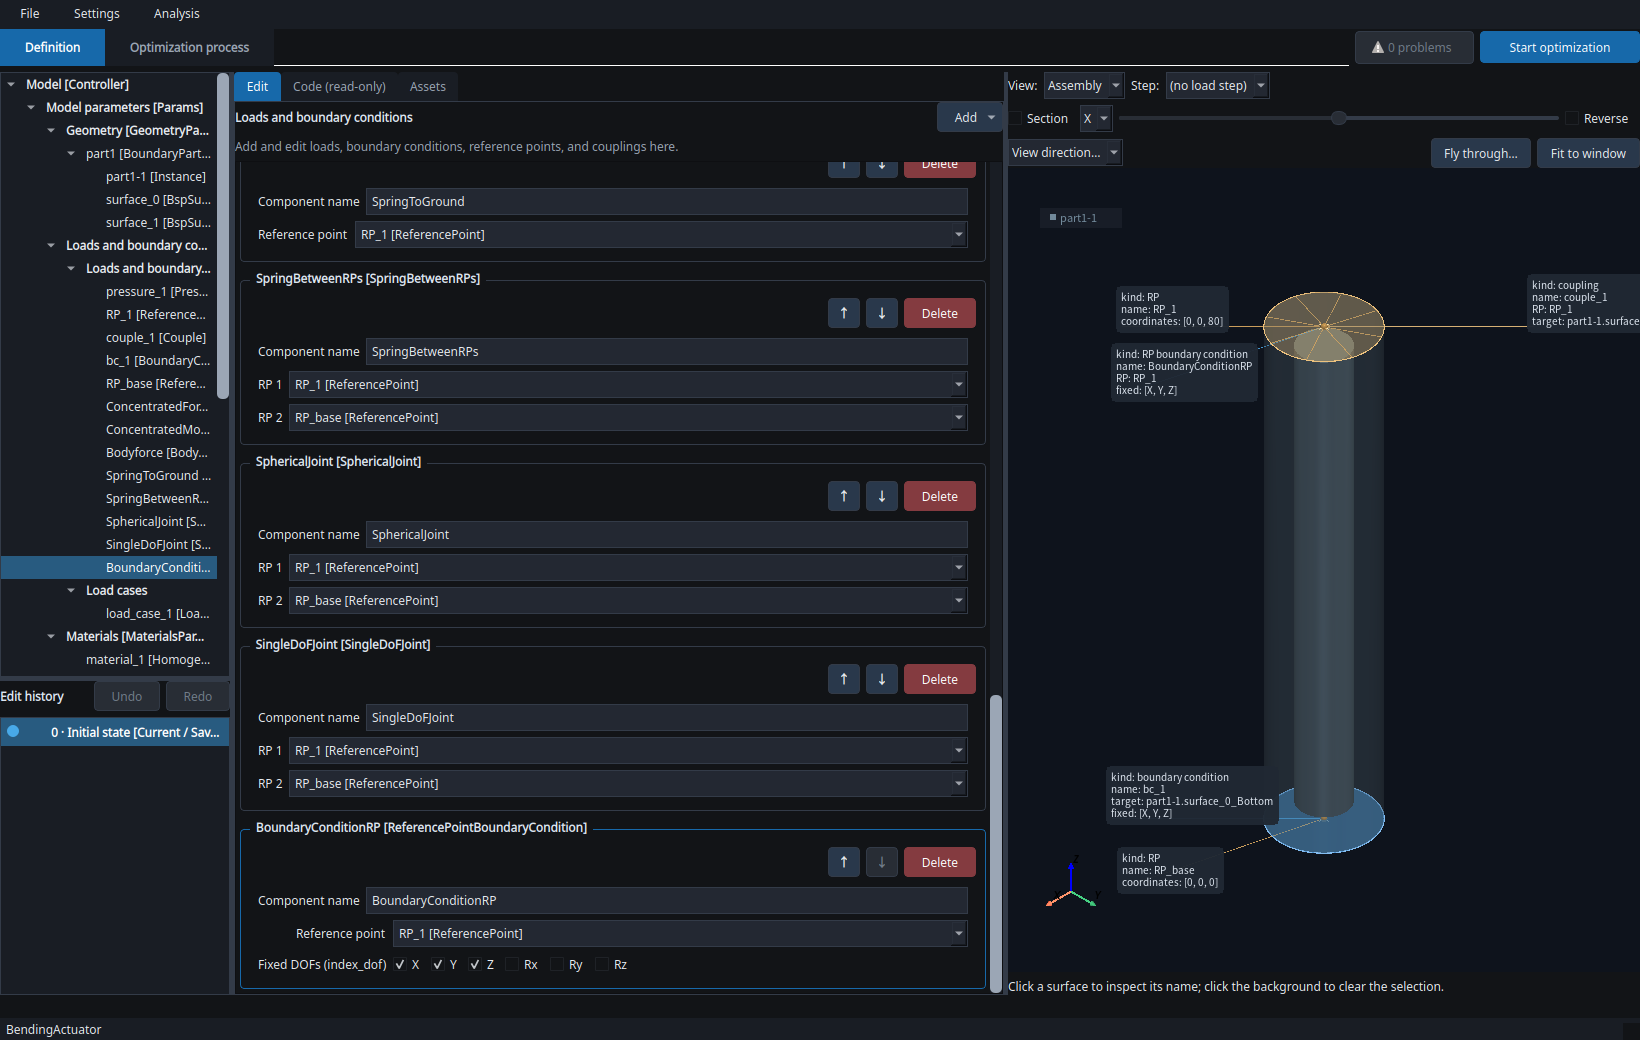 File Settings Analysis
Definition Optimization process 0 problems Start optimization
Model [Controller]
Model parameters [Params]
Geometry [GeometryPa...
part1 [BoundaryPart...
part1-1 [Instance]
surface_0 [BspSu...
surface_1 [BspSu...
Loads and boundary co...
Loads and boundary...
pressure_1 [Pres...
RP_1 [Reference...
couple_1 [Couple]
bc_1 [BoundaryC...
RP_base [Refere...
ConcentratedFor...
ConcentratedMo...
Bodyforce [Body...
SpringToGround ...
SpringBetweenR...
SphericalJoint [S...
SingleDoFJoint [S...
BoundaryConditi...
Load cases
load_case_1 [Loa...
Materials [MaterialsPar...
material_1 [Homoge...
Edit history Undo Redo
0 · Initial state [Current / Sav...
Edit Code (read-only) Assets
Loads and boundary conditions Add
Add and edit loads, boundary conditions, reference points, and couplings here.
↑ ↓ Delete
Component name SpringToGround
Reference point RP_1 [ReferencePoint]
SpringBetweenRPs [SpringBetweenRPs]
↑ ↓ Delete
Component name SpringBetweenRPs
RP 1 RP_1 [ReferencePoint]
RP 2 RP_base [ReferencePoint]
SphericalJoint [SphericalJoint]
↑ ↓ Delete
Component name SphericalJoint
RP 1 RP_1 [ReferencePoint]
RP 2 RP_base [ReferencePoint]
SingleDoFJoint [SingleDoFJoint]
↑ ↓ Delete
Component name SingleDoFJoint
RP 1 RP_1 [ReferencePoint]
RP 2 RP_base [ReferencePoint]
BoundaryConditionRP [ReferencePointBoundaryCondition]
↑ ↓ Delete
Component name BoundaryConditionRP
Reference point RP_1 [ReferencePoint]
Fixed DOFs (index_dof) X Y Z Rx Ry Rz
View: Assembly Step: (no load step)
Section X Reverse
View direction... Fly through... Fit to window
part1-1
kind: RP
name: RP_1
coordinates: [0, 0, 80]
kind: coupling
name: couple_1
RP: RP_1
target: part1-1.surface
kind: RP boundary condition
name: BoundaryConditionRP
RP: RP_1
fixed: [X, Y, Z]
kind: boundary condition
name: bc_1
target: part1-1.surface_0_Bottom
fixed: [X, Y, Z]
kind: RP
name: RP_base
coordinates: [0, 0, 0]
Click a surface to inspect its name; click the background to clear the selection.
BendingActuator